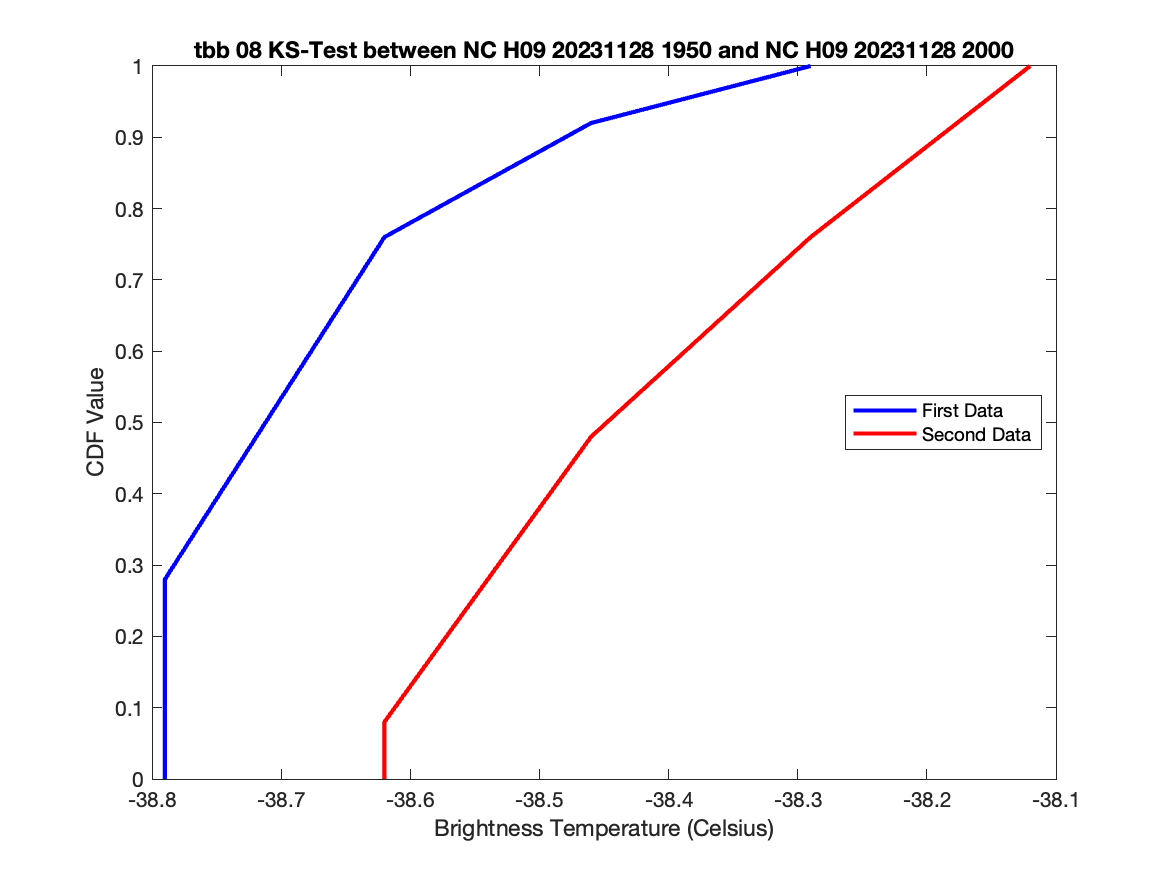 tbb 08 KS-Test between NC H09 20231128 1950 and NC H09 20231128 2000
1
0.9
0.8
0.7
0.6
0.5
0.4
0.3
0.2
0.1
0
CDF Value
First Data
Second Data
-38.8 -38.7 -38.6 -38.5 -38.4 -38.3 -38.2 -38.1
Brightness Temperature (Celsius)